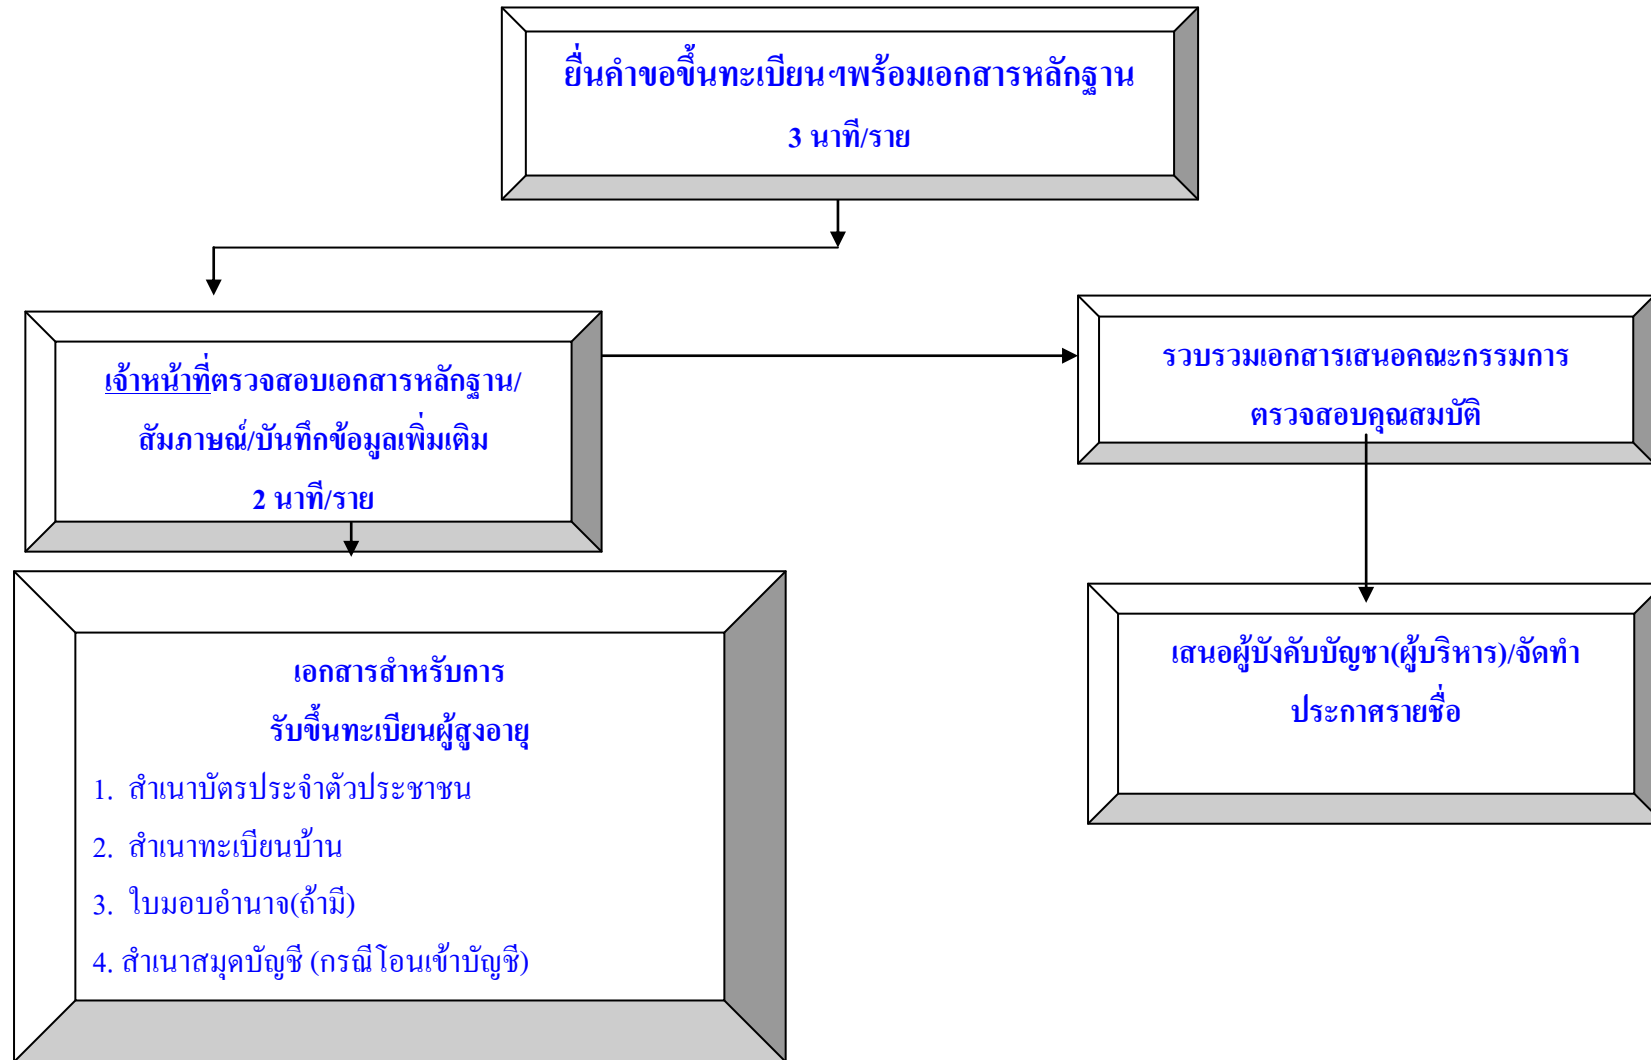 ยื่นคำขอขึ้นทะเบียนฯพร้อมเอกสารหลักฐาน
3 นาที/ราย
เจ้าหน้าที่ตรวจสอบเอกสารหลักฐาน/
สัมภาษณ์/บันทึกข้อมูลเพิ่มเติม
2 นาที/ราย
รวบรวมเอกสารเสนอคณะกรรมการ
ตรวจสอบคุณสมบัติ
เอกสารสำหรับการ
รับขึ้นทะเบียนผู้สูงอายุ
1. สำเนาบัตรประจำตัวประชาชน
2. สำเนาทะเบียนบ้าน
3. ใบมอบอำนาจ(ถ้ามี)
4. สำเนาสมุดบัญชี (กรณีโอนเข้าบัญชี)
เสนอผู้บังคับบัญชา(ผู้บริหาร)/จัดทำ
ประกาศรายชื่อ